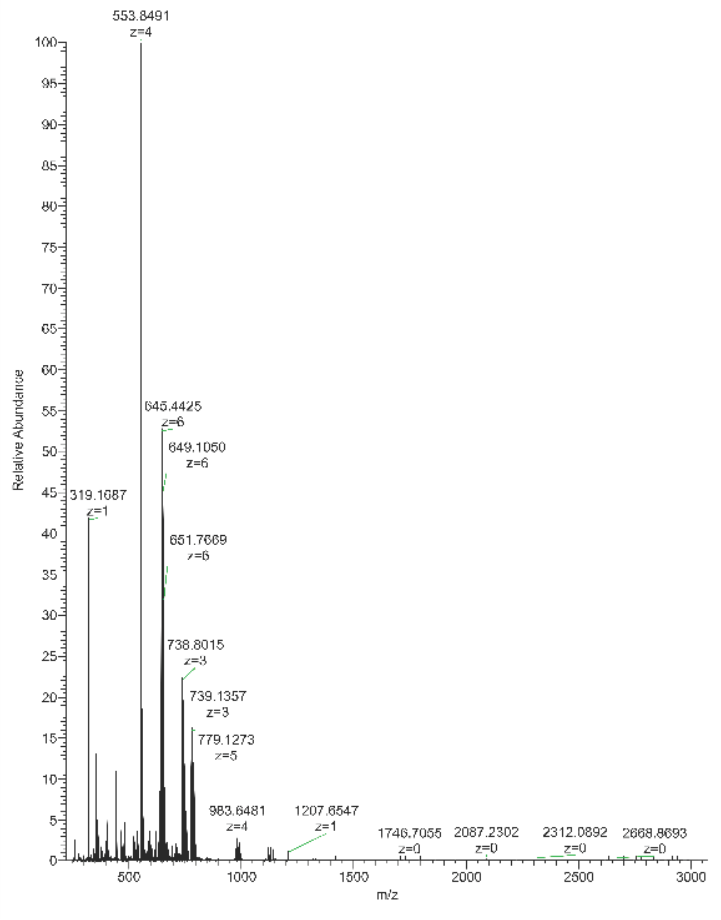 553.8491
z=4
100
95
90
85
80
75
70
65
60
55
50
45
40
35
30
25
20
15
10
5
0
Relative Abundance
645.4425
z=6
649.1050
z=6
319.1687
z=1
651.7669
z=6
738.8015
z=3
739.1357
z=3
779.1273
z=5
983.6481
z=4
1207.6547
z=1
1746.7055
z=0
2087.2302
z=0
2312.0892
z=0
2668.8693
z=0
500
1000
1500
2000
2500
3000
m/z